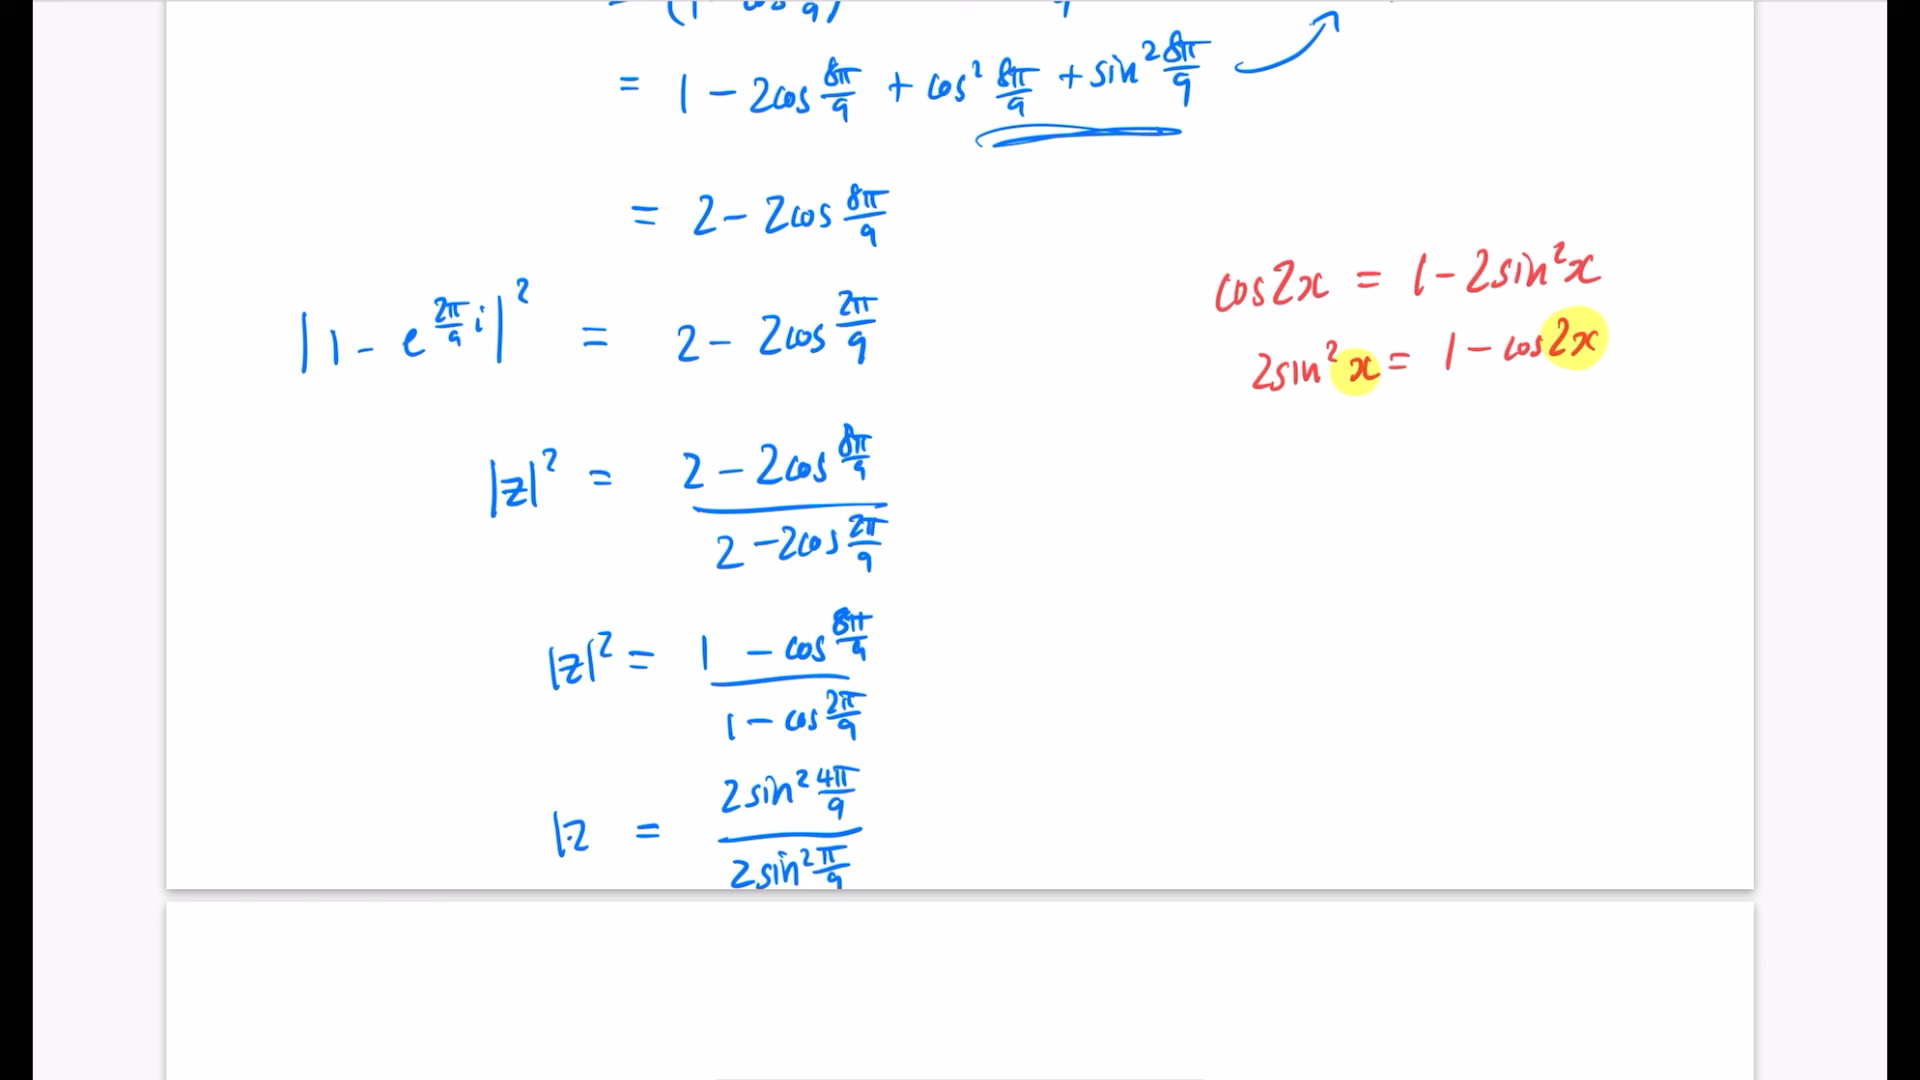 = 1 - 2cos 8π/9 + cos² 8π/9 + sin² 8π/9
= 2 - 2cos 8π/9
|1 - e^(2π/9 i)|² = 2 - 2cos 2π/9
cos2x = 1 - 2sin²x
2sin²x = 1 - cos2x
|z|² = (2 - 2cos 8π/9) / (2 - 2cos 2π/9)
|z|² = (1 - cos 8π/9) / (1 - cos 2π/9)
|z = (2sin² 4π/9) / (2sin² π/9)